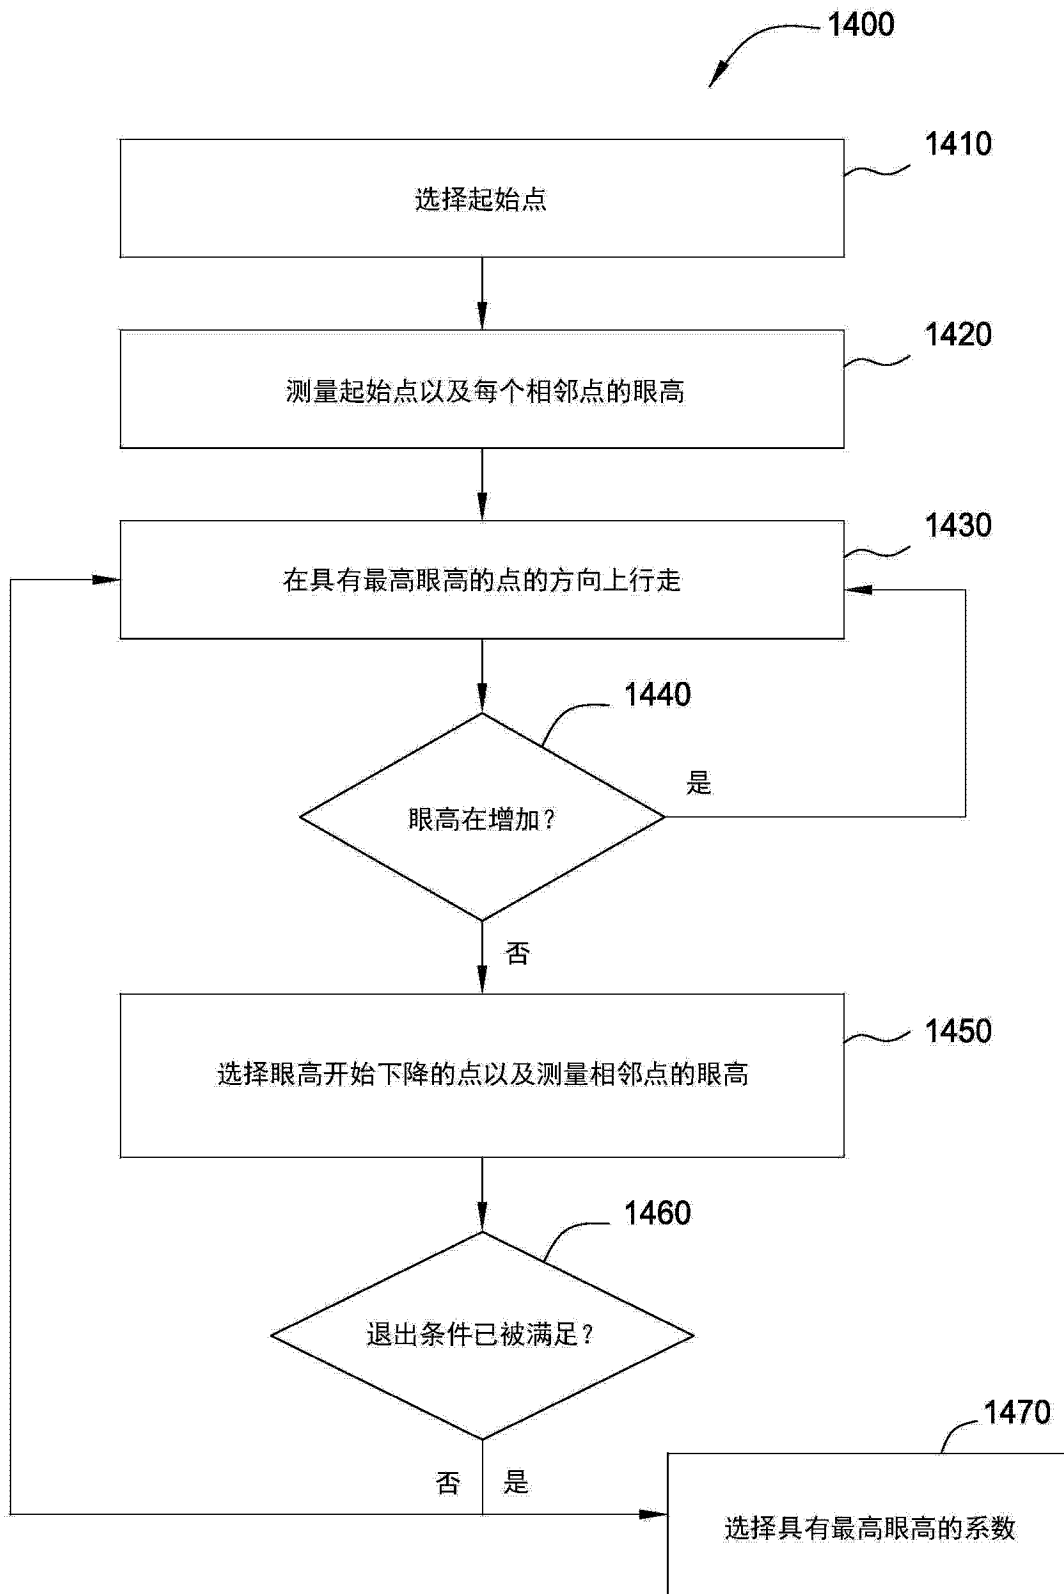 1400
1410
选择起始点
1420
测量起始点以及每个相邻点的眼高
1430
在具有最高眼高的点的方向上行走
1440
是
眼高在增加?
否
1450
选择眼高开始下降的点以及测量相邻点的眼高
1460
退出条件已被满足?
1470
否
是
选择具有最高眼高的系数